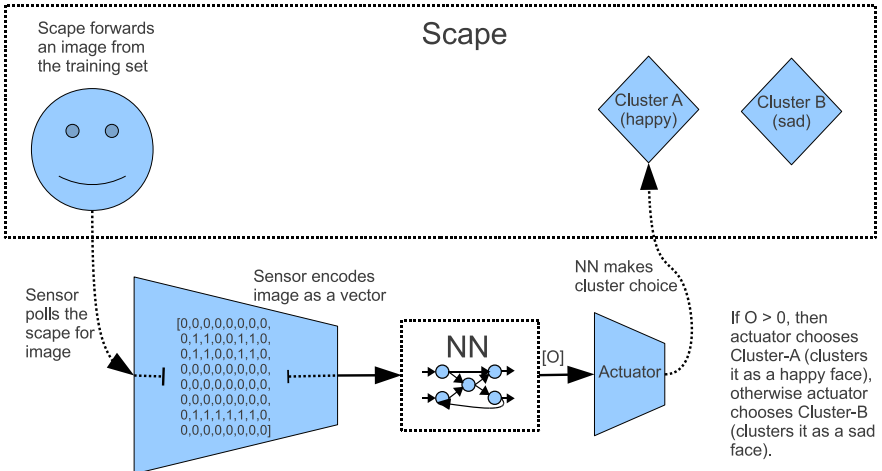 Scape forwards
an image from
the training set
Scape
Cluster A
(happy)
Cluster B
(sad)
Sensor
polls the
scape for
image
Sensor encodes
image as a vector
[0,0,0,0,0,0,0,0,
0,1,1,0,0,1,1,0,
0,1,1,0,0,1,1,0,
0,0,0,0,0,0,0,0,
0,0,0,0,0,0,0,0,
0,0,0,0,0,0,0,0,
0,1,1,1,1,1,1,0,
0,0,0,0,0,0,0,0]
NN
[O]
Actuator
NN makes
cluster choice
If O > 0, then
actuator chooses
Cluster-A (clusters
it as a happy face),
otherwise actuator
chooses Cluster-B
(clusters it as a sad
face).